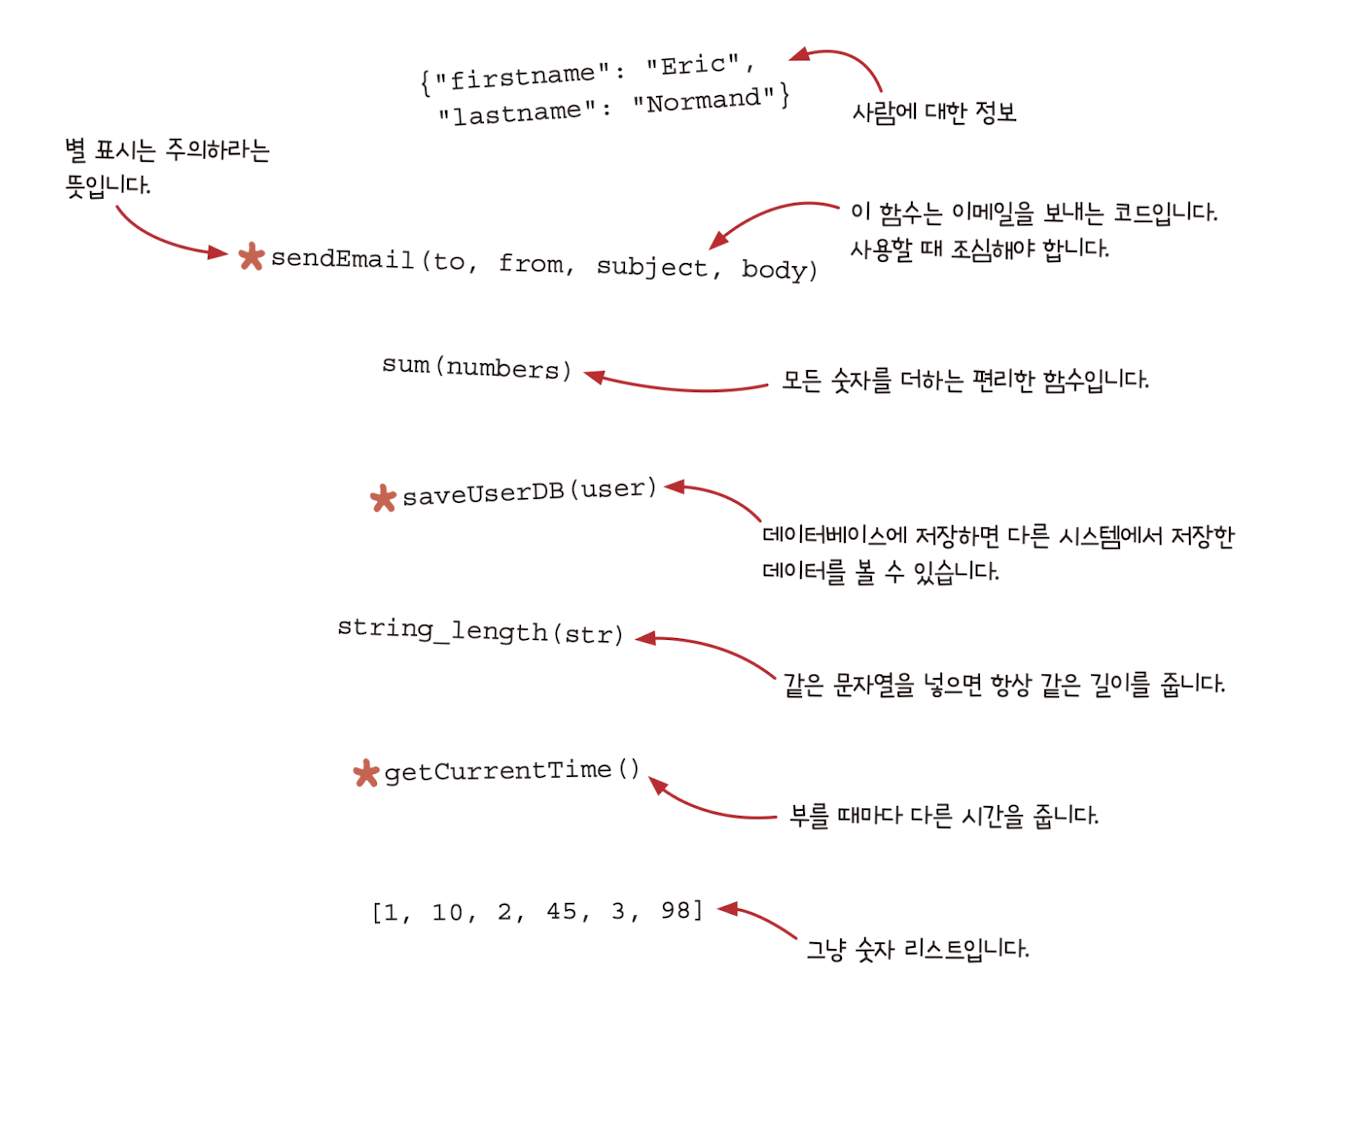 {"firstname": "Eric",
"lastname": "Normand"}
사람에 대한 정보
별 표시는 주의하라는
뜻입니다.
이 함수는 이메일을 보내는 코드입니다.
사용할 때 조심해야 합니다.
*sendEmail(to, from, subject, body)
sum(numbers)
모든 숫자를 더하는 편리한 함수입니다.
*saveUserDB(user)
데이터베이스에 저장하면 다른 시스템에서 저장한
데이터를 볼 수 있습니다.
string_length(str)
같은 문자열을 넣으면 항상 같은 길이를 줍니다.
*getCurrentTime()
부를 때마다 다른 시간을 줍니다.
[1, 10, 2, 45, 3, 98]
그냥 숫자 리스트입니다.